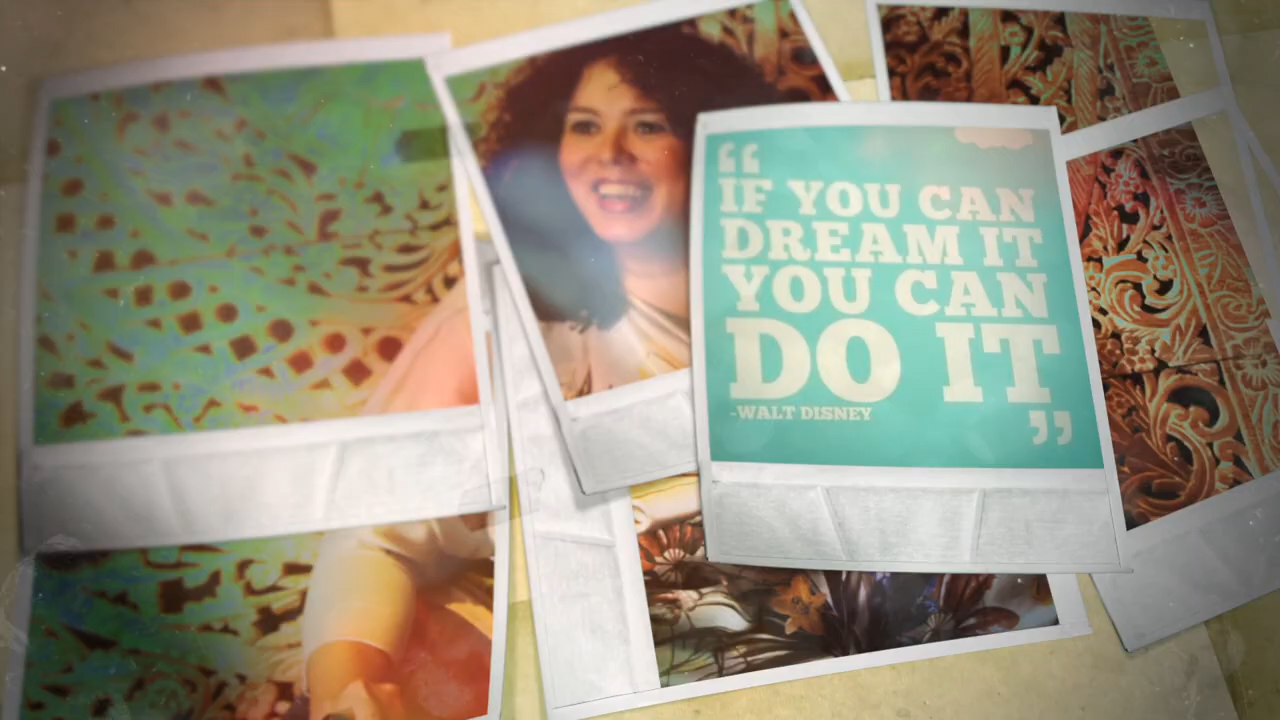 “
IF YOU CAN
DREAM IT
YOU CAN
DO IT
-WALT DISNEY
”